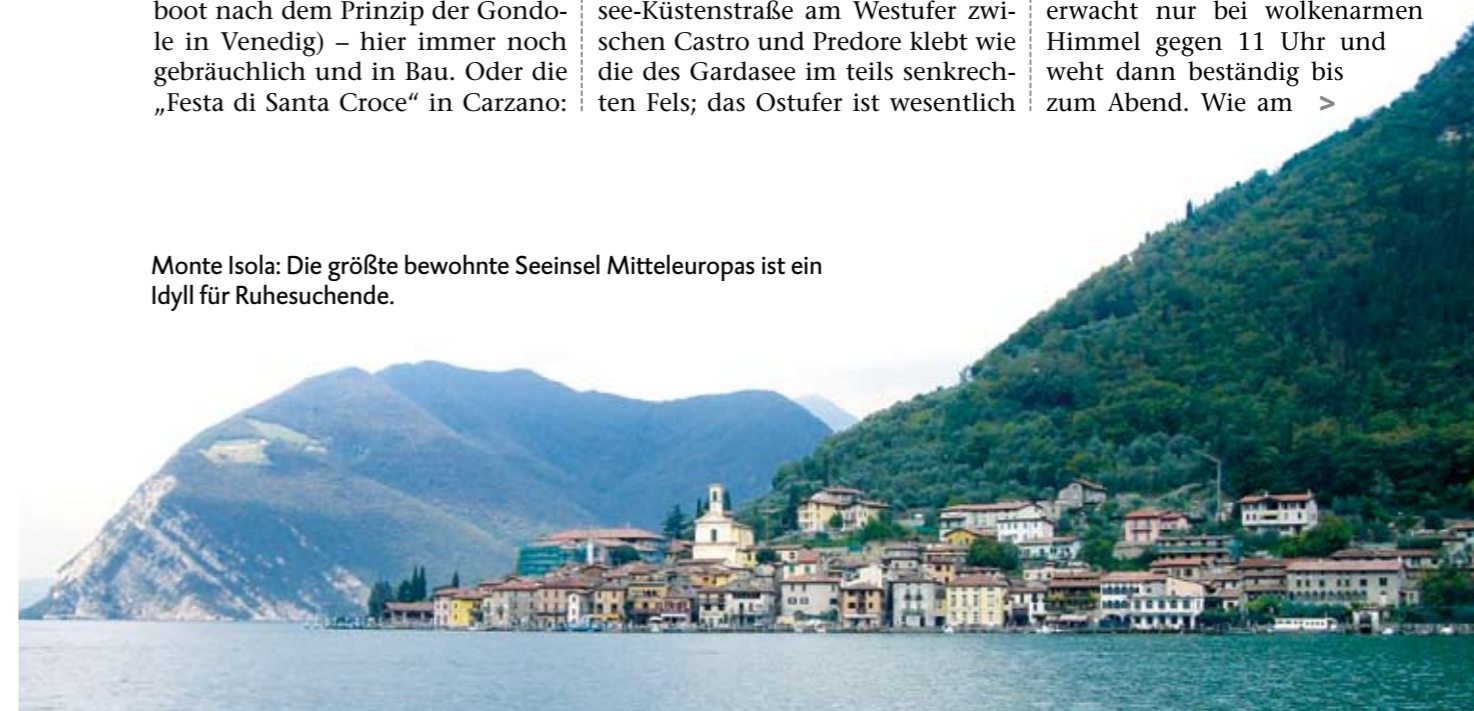 boot nach dem Prinzip der Gondo-
le in Venedig) – hier immer noch
gebräuchlich und in Bau. Oder die
„Festa di Santa Croce“ in Carzano:
see-Küstenstraße am Westufer zwi-
schen Castro und Predore klebt wie
die des Gardasee im teils senkrech-
ten Fels; das Ostufer ist wesentlich
erwacht nur bei wolkenarmen
Himmel gegen 11 Uhr und
weht dann beständig bis
zum Abend. Wie am >
Monte Isola: Die größte bewohnte Seeinsel Mitteleuropas ist ein
Idyll für Ruhesuchende.